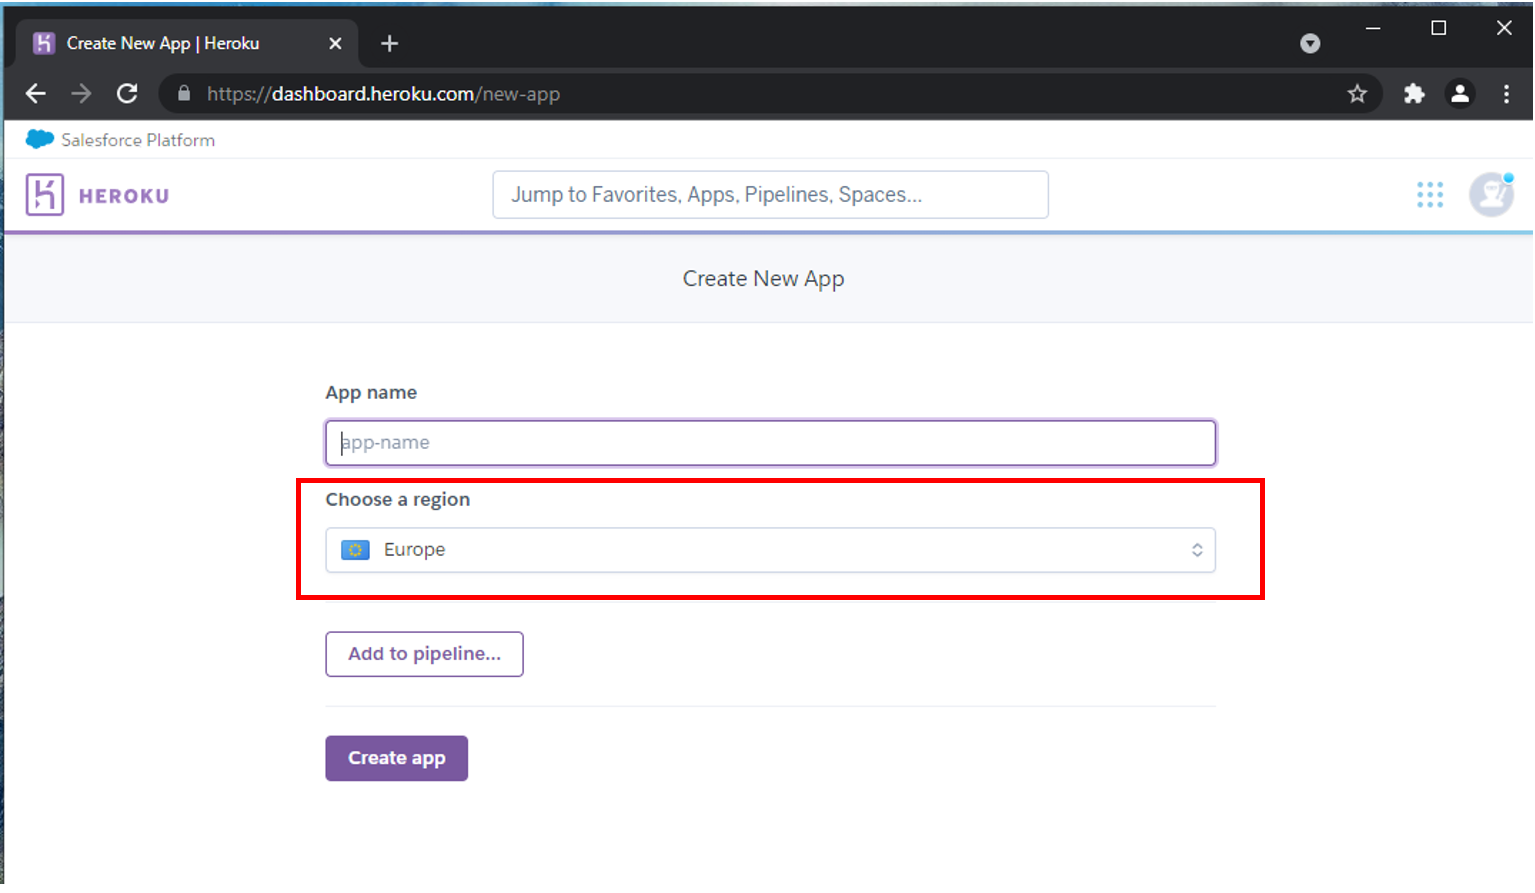 Create New App | Heroku
https://dashboard.heroku.com/new-app
Salesforce Platform
HEROKU
Jump to Favorites, Apps, Pipelines, Spaces...
Create New App
App name
app-name
Choose a region
Europe
Add to pipeline...
Create app